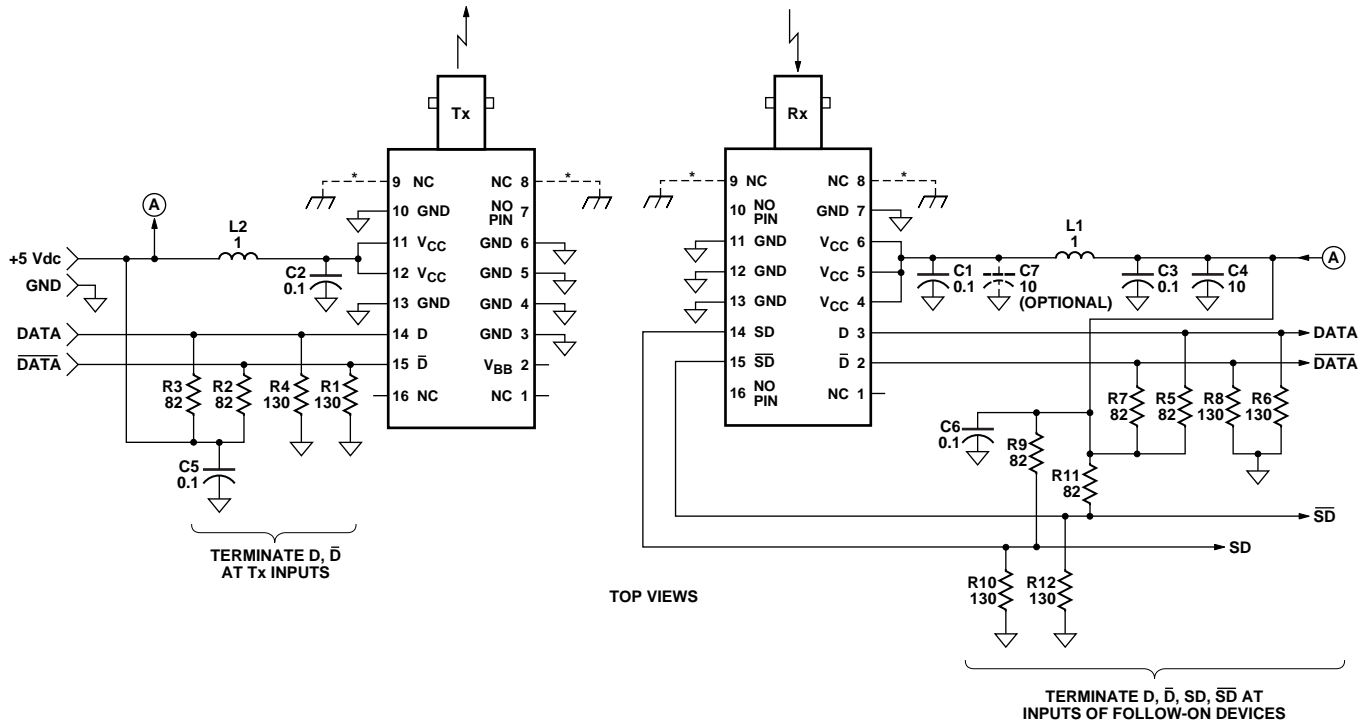 Tx
Rx
*
9 NC
NC 8
*
10 GND
NO PIN 7
11 VCC
GND 6
12 VCC
GND 5
13 GND
GND 4
14 D
GND 3
15 D̅
VBB 2
16 NC
NC 1
A
+5 Vdc
GND
DATA
D̅A̅T̅A̅
L2
1
C2
0.1
R3
82
R2
82
R4
130
R1
130
C5
0.1
TERMINATE D, D̅
AT Tx INPUTS
*
9 NC
NC 8
*
10 NO PIN
GND 7
11 GND
VCC 6
12 GND
VCC 5
13 GND
VCC 4
14 SD
D 3
15 S̅D̅
D̅ 2
16 NO PIN
NC 1
C1
0.1
C7
10
(OPTIONAL)
L1
1
C3
0.1
C4
10
A
DATA
D̅A̅T̅A̅
R7
82
R5
82
R8
130
R6
130
C6
0.1
R9
82
R11
82
S̅D̅
SD
R10
130
R12
130
TOP VIEWS
TERMINATE D, D̅, SD, S̅D̅ AT
INPUTS OF FOLLOW-ON DEVICES